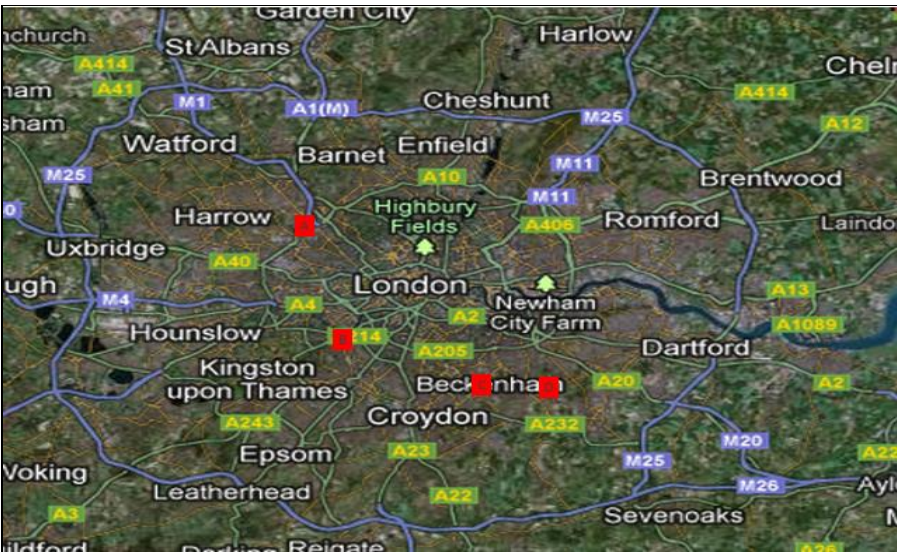 Garden City
St Albans
Harlow
A414
A41
M1
A1(M)
Cheshunt
A414
M25
A12
Watford
Barnet
Enfield
M11
M25
A10
M11
Brentwood
Harrow
Highbury
Fields
A406
Romford
Uxbridge
A40
London
M4
A4
Newham
City Farm
A2
A13
A1089
Hounslow
A205
Dartford
Kingston
upon Thames
A20
A2
Croydon
A243
A232
Epsom
A23
M20
M25
M26
Leatherhead
A22
A3
Sevenoaks